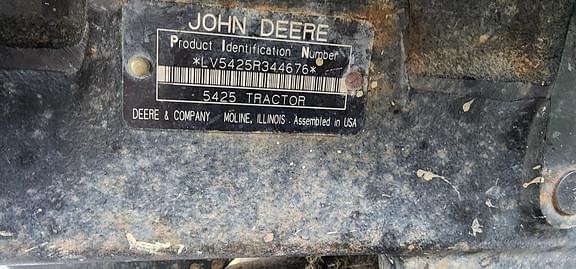 JOHN DEERE
Product Identification Number
*LV5425R344676*
5425 TRACTOR
DEERE & COMPANY MOLINE, ILLINOIS Assembled in USA